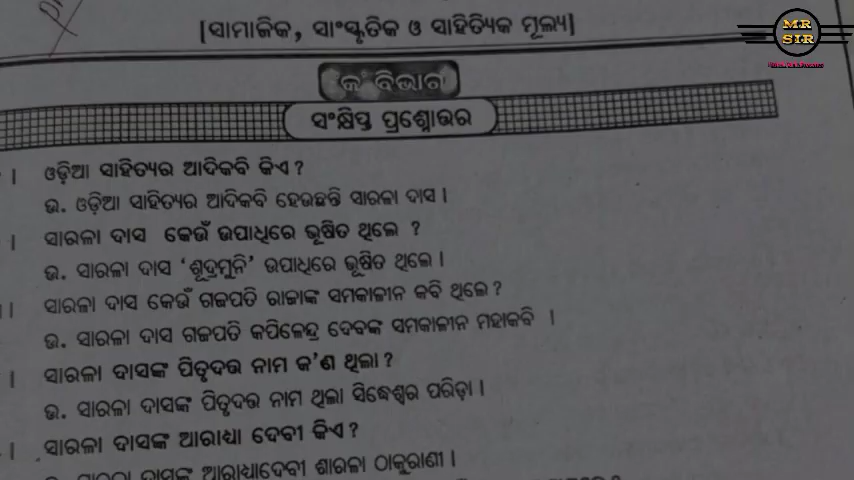 [ସାମାଜିକ, ସାଂସ୍କୃତିକ ଓ ସାହିତ୍ୟିକ ମୂଲ୍ୟ]
MR
SIR
'କ' ବିଭାଗ
ସଂକ୍ଷିପ୍ତ ପ୍ରଶ୍ନୋତ୍ତର
। ଓଡ଼ିଆ ସାହିତ୍ୟର ଆଦିକବି କିଏ ?
ଉ. ଓଡ଼ିଆ ସାହିତ୍ୟର ଆଦିକବି ହେଉଛନ୍ତି ସାରଳା ଦାସ ।
। ସାରଳା ଦାସ କେଉଁ ଉପାଧିରେ ଭୂଷିତ ଥିଲେ ?
ଉ. ସାରଳା ଦାସ 'ଶୂଦ୍ରମୁନି' ଉପାଧିରେ ଭୂଷିତ ଥିଲେ ।
। ସାରଳା ଦାସ କେଉଁ ଗଜପତି ରାଜାଙ୍କ ସମକାଳୀନ କବି ଥିଲେ ?
ଉ. ସାରଳା ଦାସ ଗଜପତି କପିଳେନ୍ଦ୍ର ଦେବଙ୍କ ସମକାଳୀନ ମହାକବି ।
। ସାରଳା ଦାସଙ୍କ ପିତୃଦତ୍ତ ନାମ କ'ଣ ଥିଲା ?
ଉ. ସାରଳା ଦାସଙ୍କ ପିତୃଦତ୍ତ ନାମ ଥିଲା ସିଦ୍ଧେଶ୍ୱର ପରିଡ଼ା ।
। ସାରଳା ଦାସଙ୍କ ଆରାଧ୍ୟା ଦେବୀ କିଏ ?
ଉ. ସାରଳା ଦାସଙ୍କ ଆରାଧ୍ୟାଦେବୀ ଶାରଳା ଠାକୁରାଣୀ ।